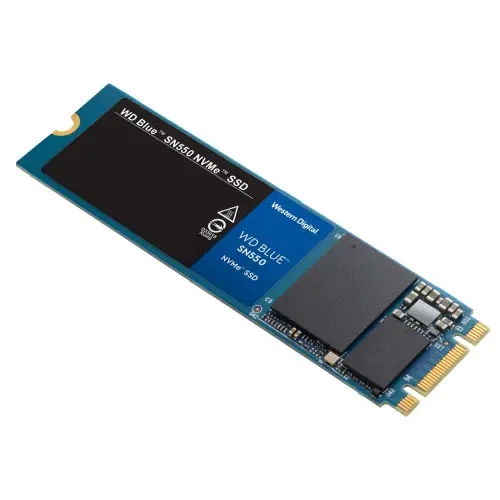 WD Blue™ SN550 NVMe™ SSD
Western Digital
WD BLUE™
SN550
NVMe™ SSD